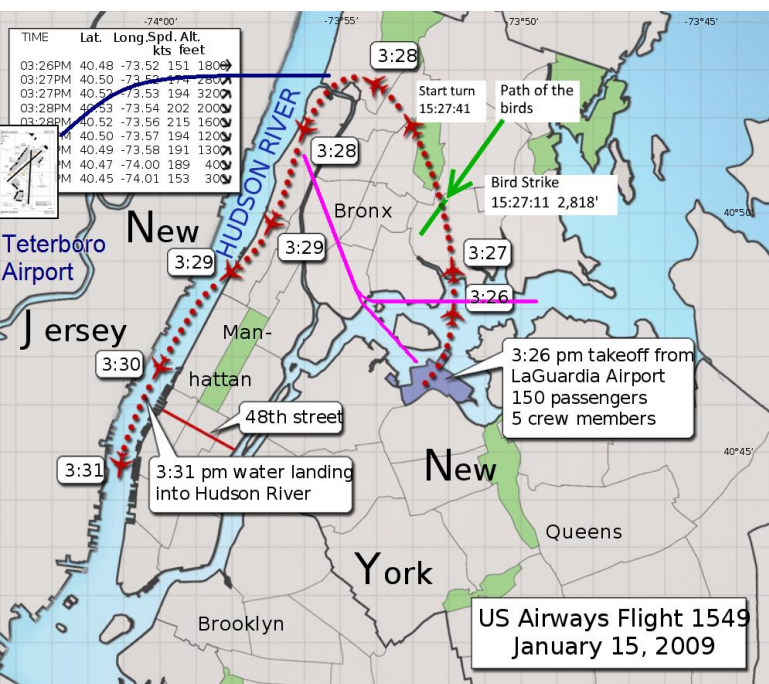 -74°00'
-73°55'
-73°50'
-73°45'
TIME Lat. Long. Spd. Alt.
kts feet
03:26PM 40.48 -73.52 151 1800
03:27PM 40.50 -73.52 174 2800
03:27PM 40.52 -73.53 194 3200
03:28PM 40.53 -73.54 202 2000
03:28PM 40.52 -73.56 215 1600
PM 40.50 -73.57 194 1200
PM 40.49 -73.58 191 1300
PM 40.47 -74.00 189 400
PM 40.45 -74.01 153 300
3:28
Start turn
15:27:41
Path of the
birds
HUDSON RIVER
3:28
Bird Strike
15:27:11 2,818'
40°50'
Bronx
New
Teterboro
Airport
3:29
3:29
3:27
3:26
Jersey
Man-
hattan
3:30
3:26 pm takeoff from
LaGuardia Airport
150 passengers
5 crew members
48th street
40°45'
3:31
3:31 pm water landing
into Hudson River
New
Queens
York
Brooklyn
US Airways Flight 1549
January 15, 2009